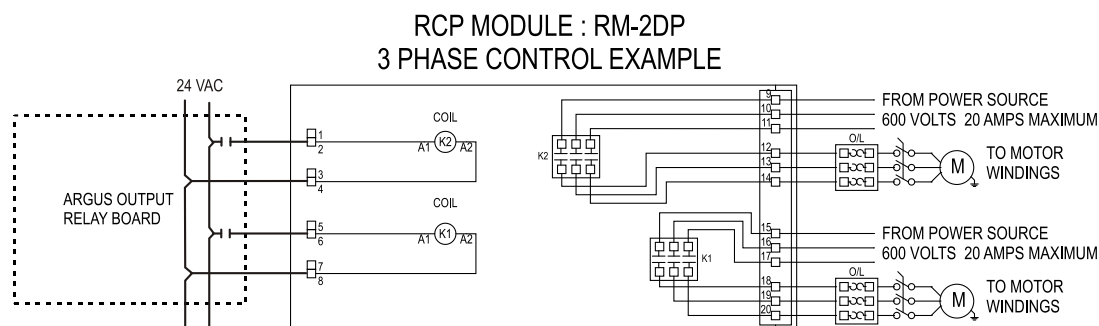 RCP MODULE : RM-2DP
3 PHASE CONTROL EXAMPLE
24 VAC
ARGUS OUTPUT
RELAY BOARD
1
2
3
4
5
6
7
8
COIL
A1 K2 A2
COIL
A1 K1 A2
K2
K1
9
10
11
12
13
14
15
16
17
18
19
20
FROM POWER SOURCE
600 VOLTS 20 AMPS MAXIMUM
O/L
M
TO MOTOR
WINDINGS
FROM POWER SOURCE
600 VOLTS 20 AMPS MAXIMUM
O/L
M
TO MOTOR
WINDINGS